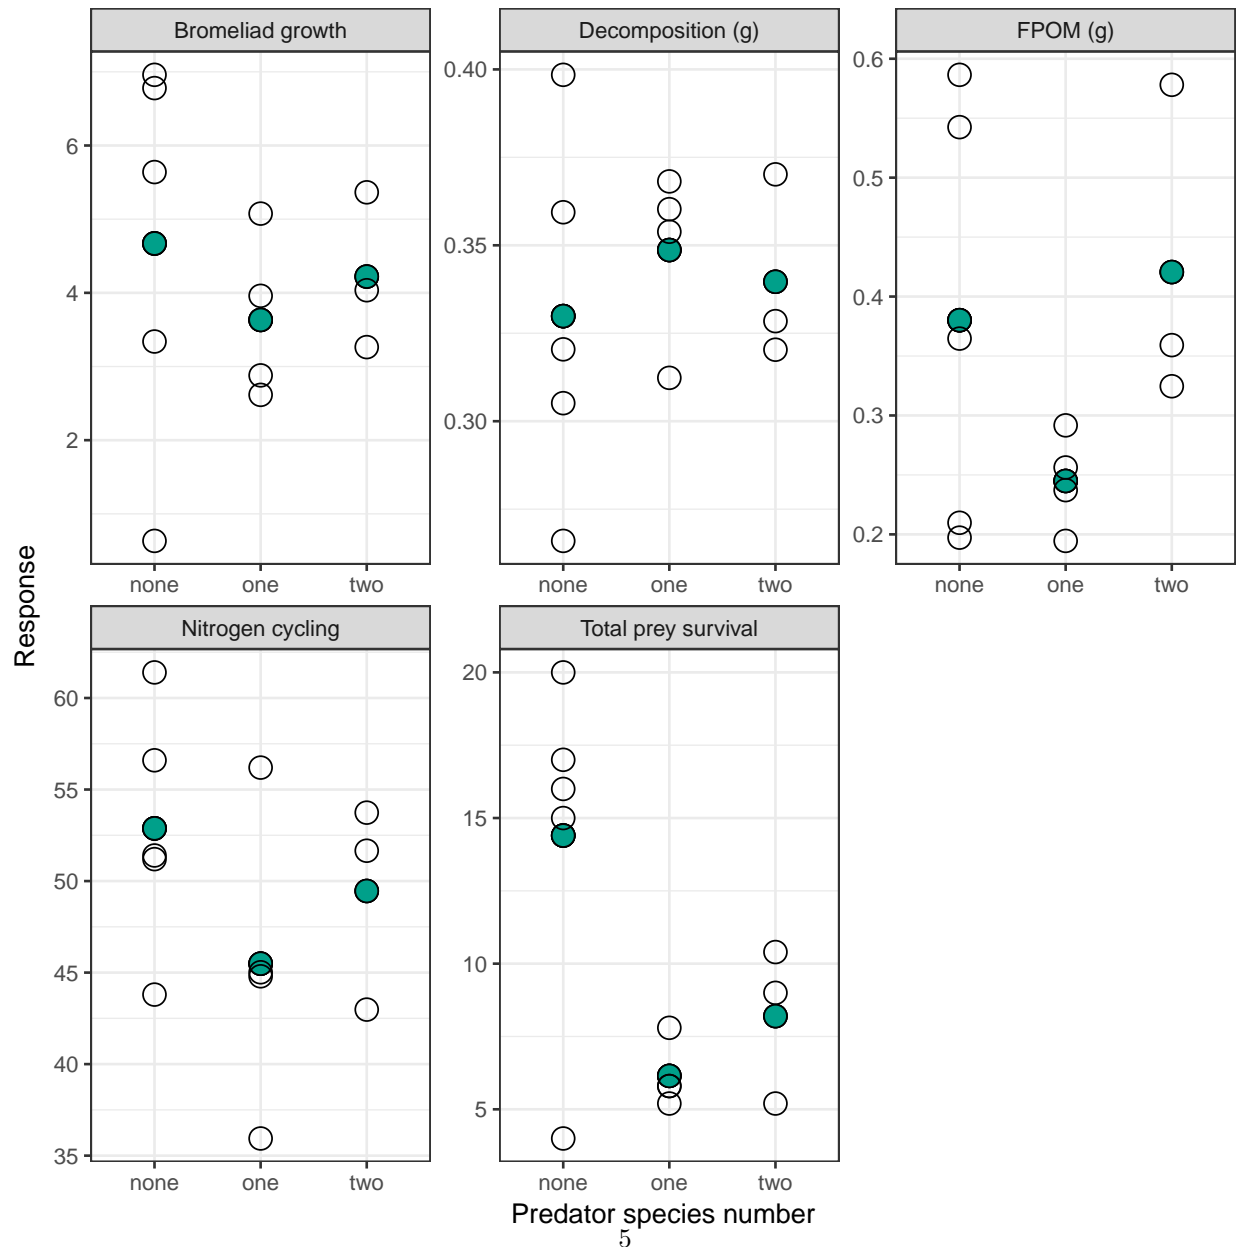 Bromeliad growth
Decomposition (g)
FPOM (g)
6
4
2
0.40
0.35
0.30
0.6
0.5
0.4
0.3
0.2
none one two
none one two
none one two
Response
Nitrogen cycling
Total prey survival
60
55
50
45
40
35
20
15
10
5
none one two
none one two
Predator species number
5